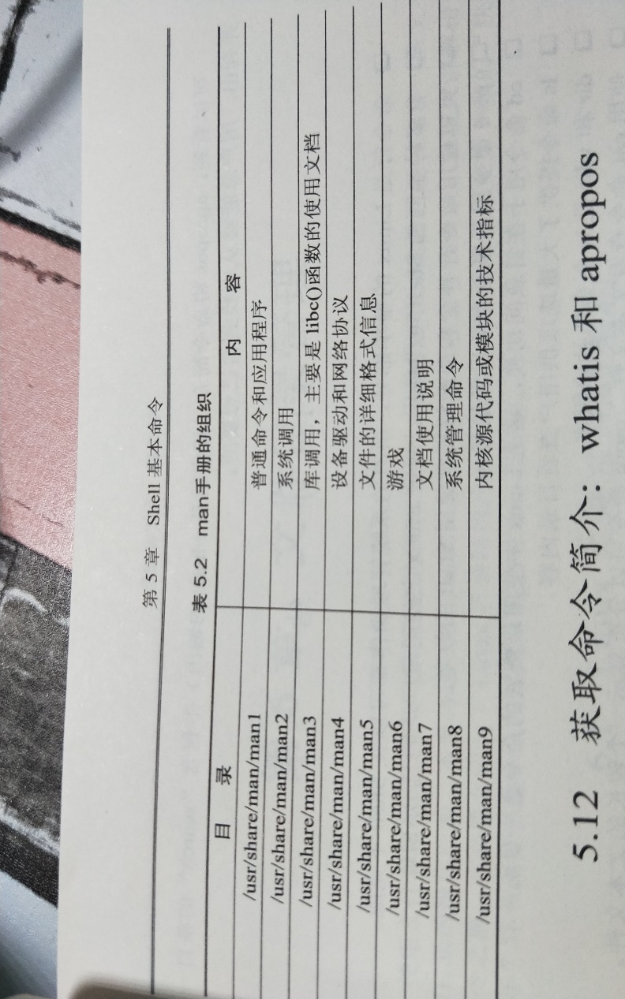 第 5 章 Shell 基本命令
表 5.2 man手册的组织
目 录 内 容
/usr/share/man/man1 普通命令和应用程序
/usr/share/man/man2 系统调用
/usr/share/man/man3 库调用，主要是 libc()函数的使用文档
/usr/share/man/man4 设备驱动和网络协议
/usr/share/man/man5 文件的详细格式信息
/usr/share/man/man6 游戏
/usr/share/man/man7 文档使用说明
/usr/share/man/man8 系统管理命令
/usr/share/man/man9 内核源代码或模块的技术指标
5.12 获取命令简介：whatis 和 apropos